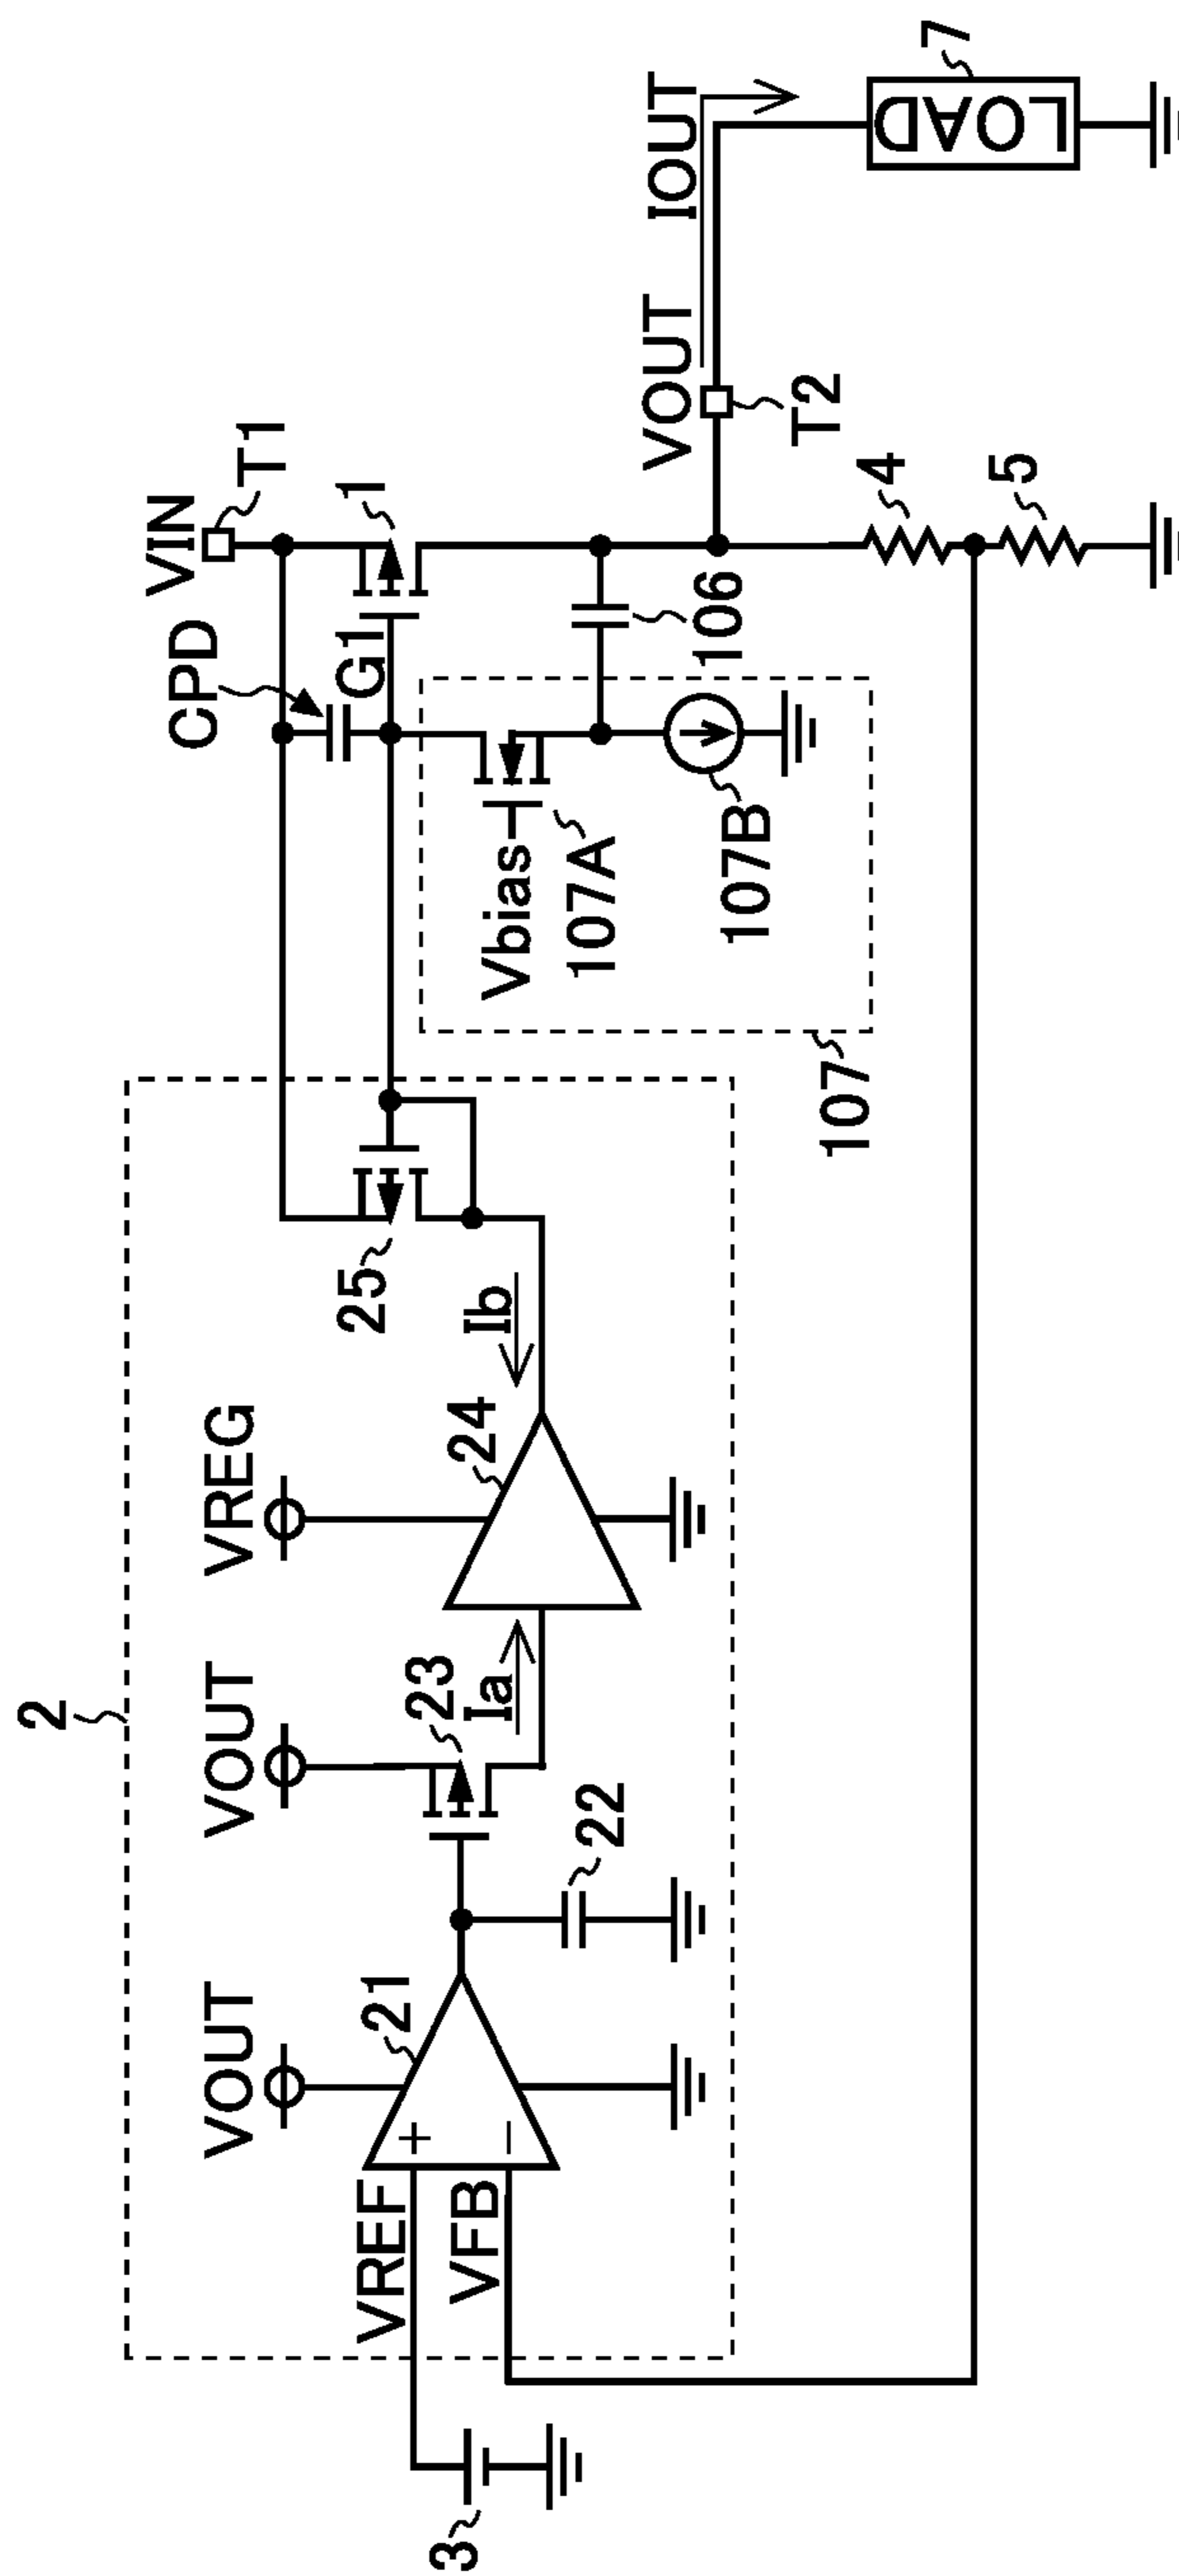 2
VIN
T1
CPD
VOUT
VOUT
VREG
1
G1
21
23
24
25
VREF
VFB
Ia
Ib
Vbias
107A
22
3
106
107B
107
VOUT
IOUT
T2
4
5
7
LOAD